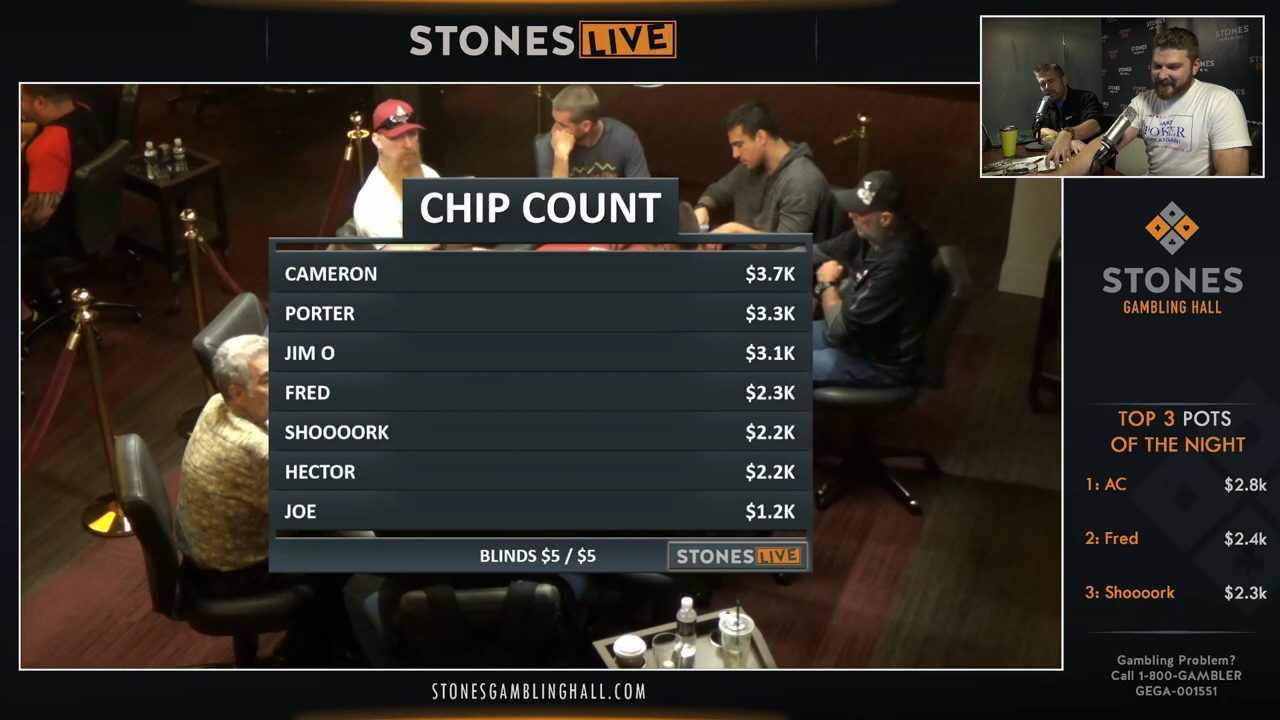 STONES LIVE
CHIP COUNT
CAMERON $3.7K
PORTER $3.3K
JIM O $3.1K
FRED $2.3K
SHOOOORK $2.2K
HECTOR $2.2K
JOE $1.2K
BLINDS $5 / $5 STONES LIVE
STONES
GAMBLING HALL
TOP 3 POTS
OF THE NIGHT
1: AC $2.8k
2: Fred $2.4k
3: Shoooork $2.3k
Gambling Problem?
Call 1-800-GAMBLER
GEGA-001551
STONESGAMBLINGHALL.COM
POKER
STONES